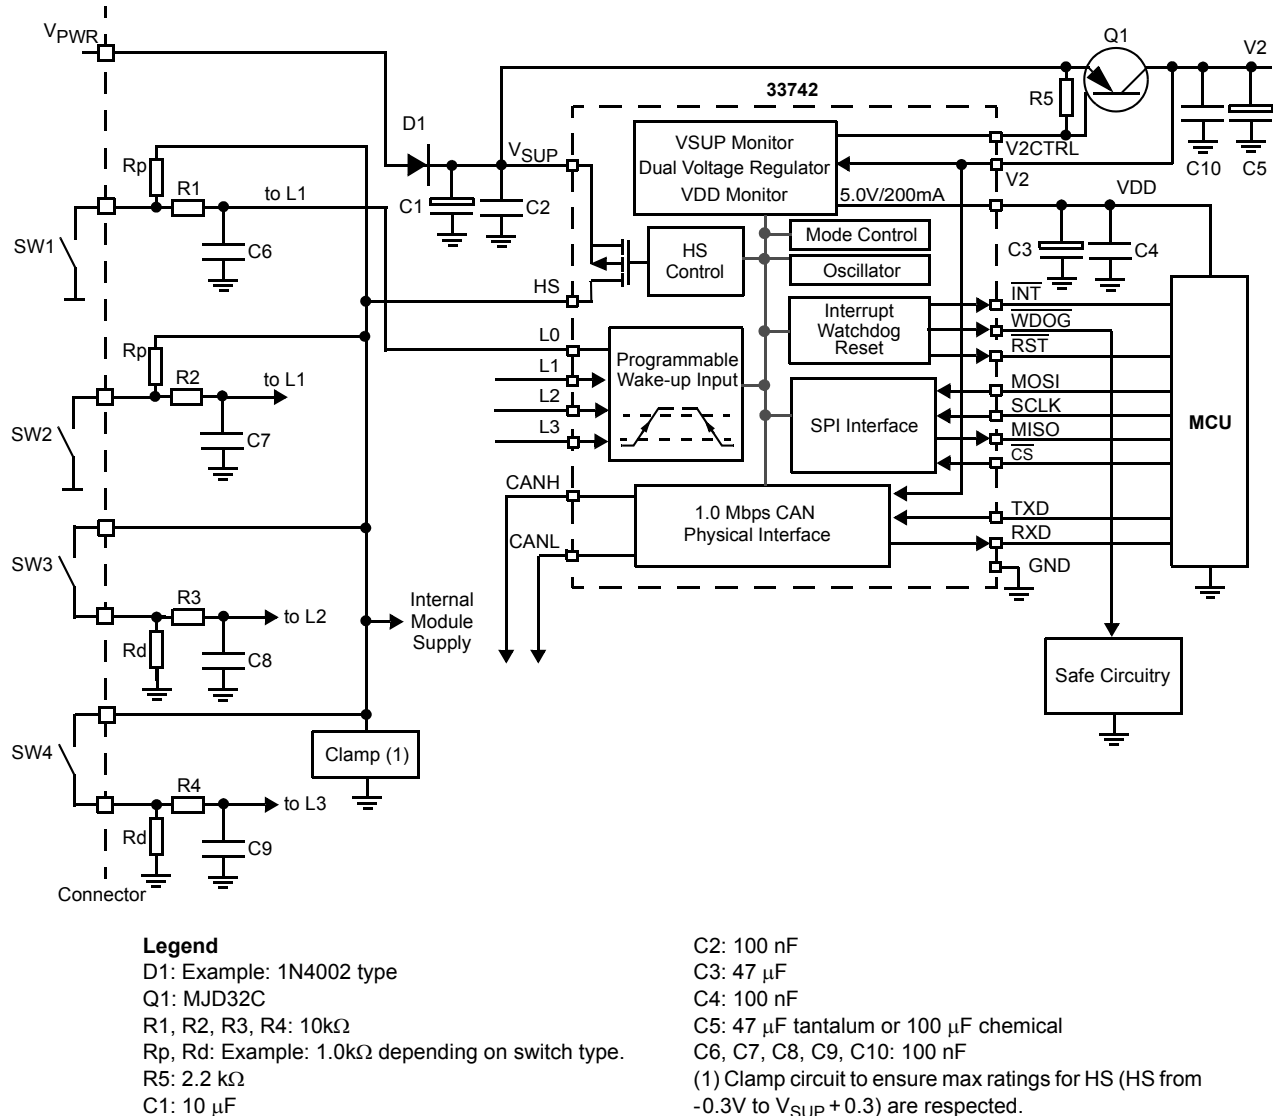 V_PWR
Q1
V2
33742
R5
D1
V_SUP
VSUP Monitor
Dual Voltage Regulator
VDD Monitor
V2CTRL
V2
C10
C5
Rp
R1
to L1
C1
C2
5.0V/200mA
VDD
SW1
C6
HS
Control
Mode Control
Oscillator
C3
C4
HS
INT
Interrupt
Watchdog
Reset
WDOG
RST
Rp
R2
to L1
L0
L1
L2
L3
Programmable
Wake-up Input
SW2
C7
SPI Interface
MOSI
SCLK
MISO
CS
MCU
CANH
CANL
1.0 Mbps CAN
Physical Interface
TXD
RXD
GND
SW3
R3
to L2
Rd
C8
Internal
Module
Supply
Safe Circuitry
SW4
Clamp (1)
R4
to L3
Rd
C9
Connector
Legend
D1: Example: 1N4002 type
Q1: MJD32C
R1, R2, R3, R4: 10kΩ
Rp, Rd: Example: 1.0kΩ depending on switch type.
R5: 2.2 kΩ
C1: 10 μF
C2: 100 nF
C3: 47 μF
C4: 100 nF
C5: 47 μF tantalum or 100 μF chemical
C6, C7, C8, C9, C10: 100 nF
(1) Clamp circuit to ensure max ratings for HS (HS from
-0.3V to V_SUP + 0.3) are respected.